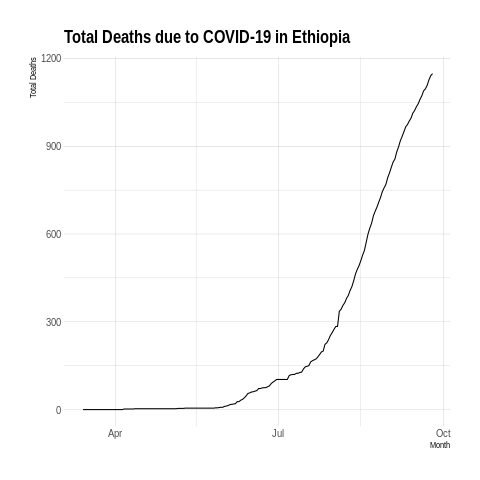 Total Deaths due to COVID-19 in Ethiopia
Total Deaths
1200
900
600
300
0
Apr
Jul
Oct
Month